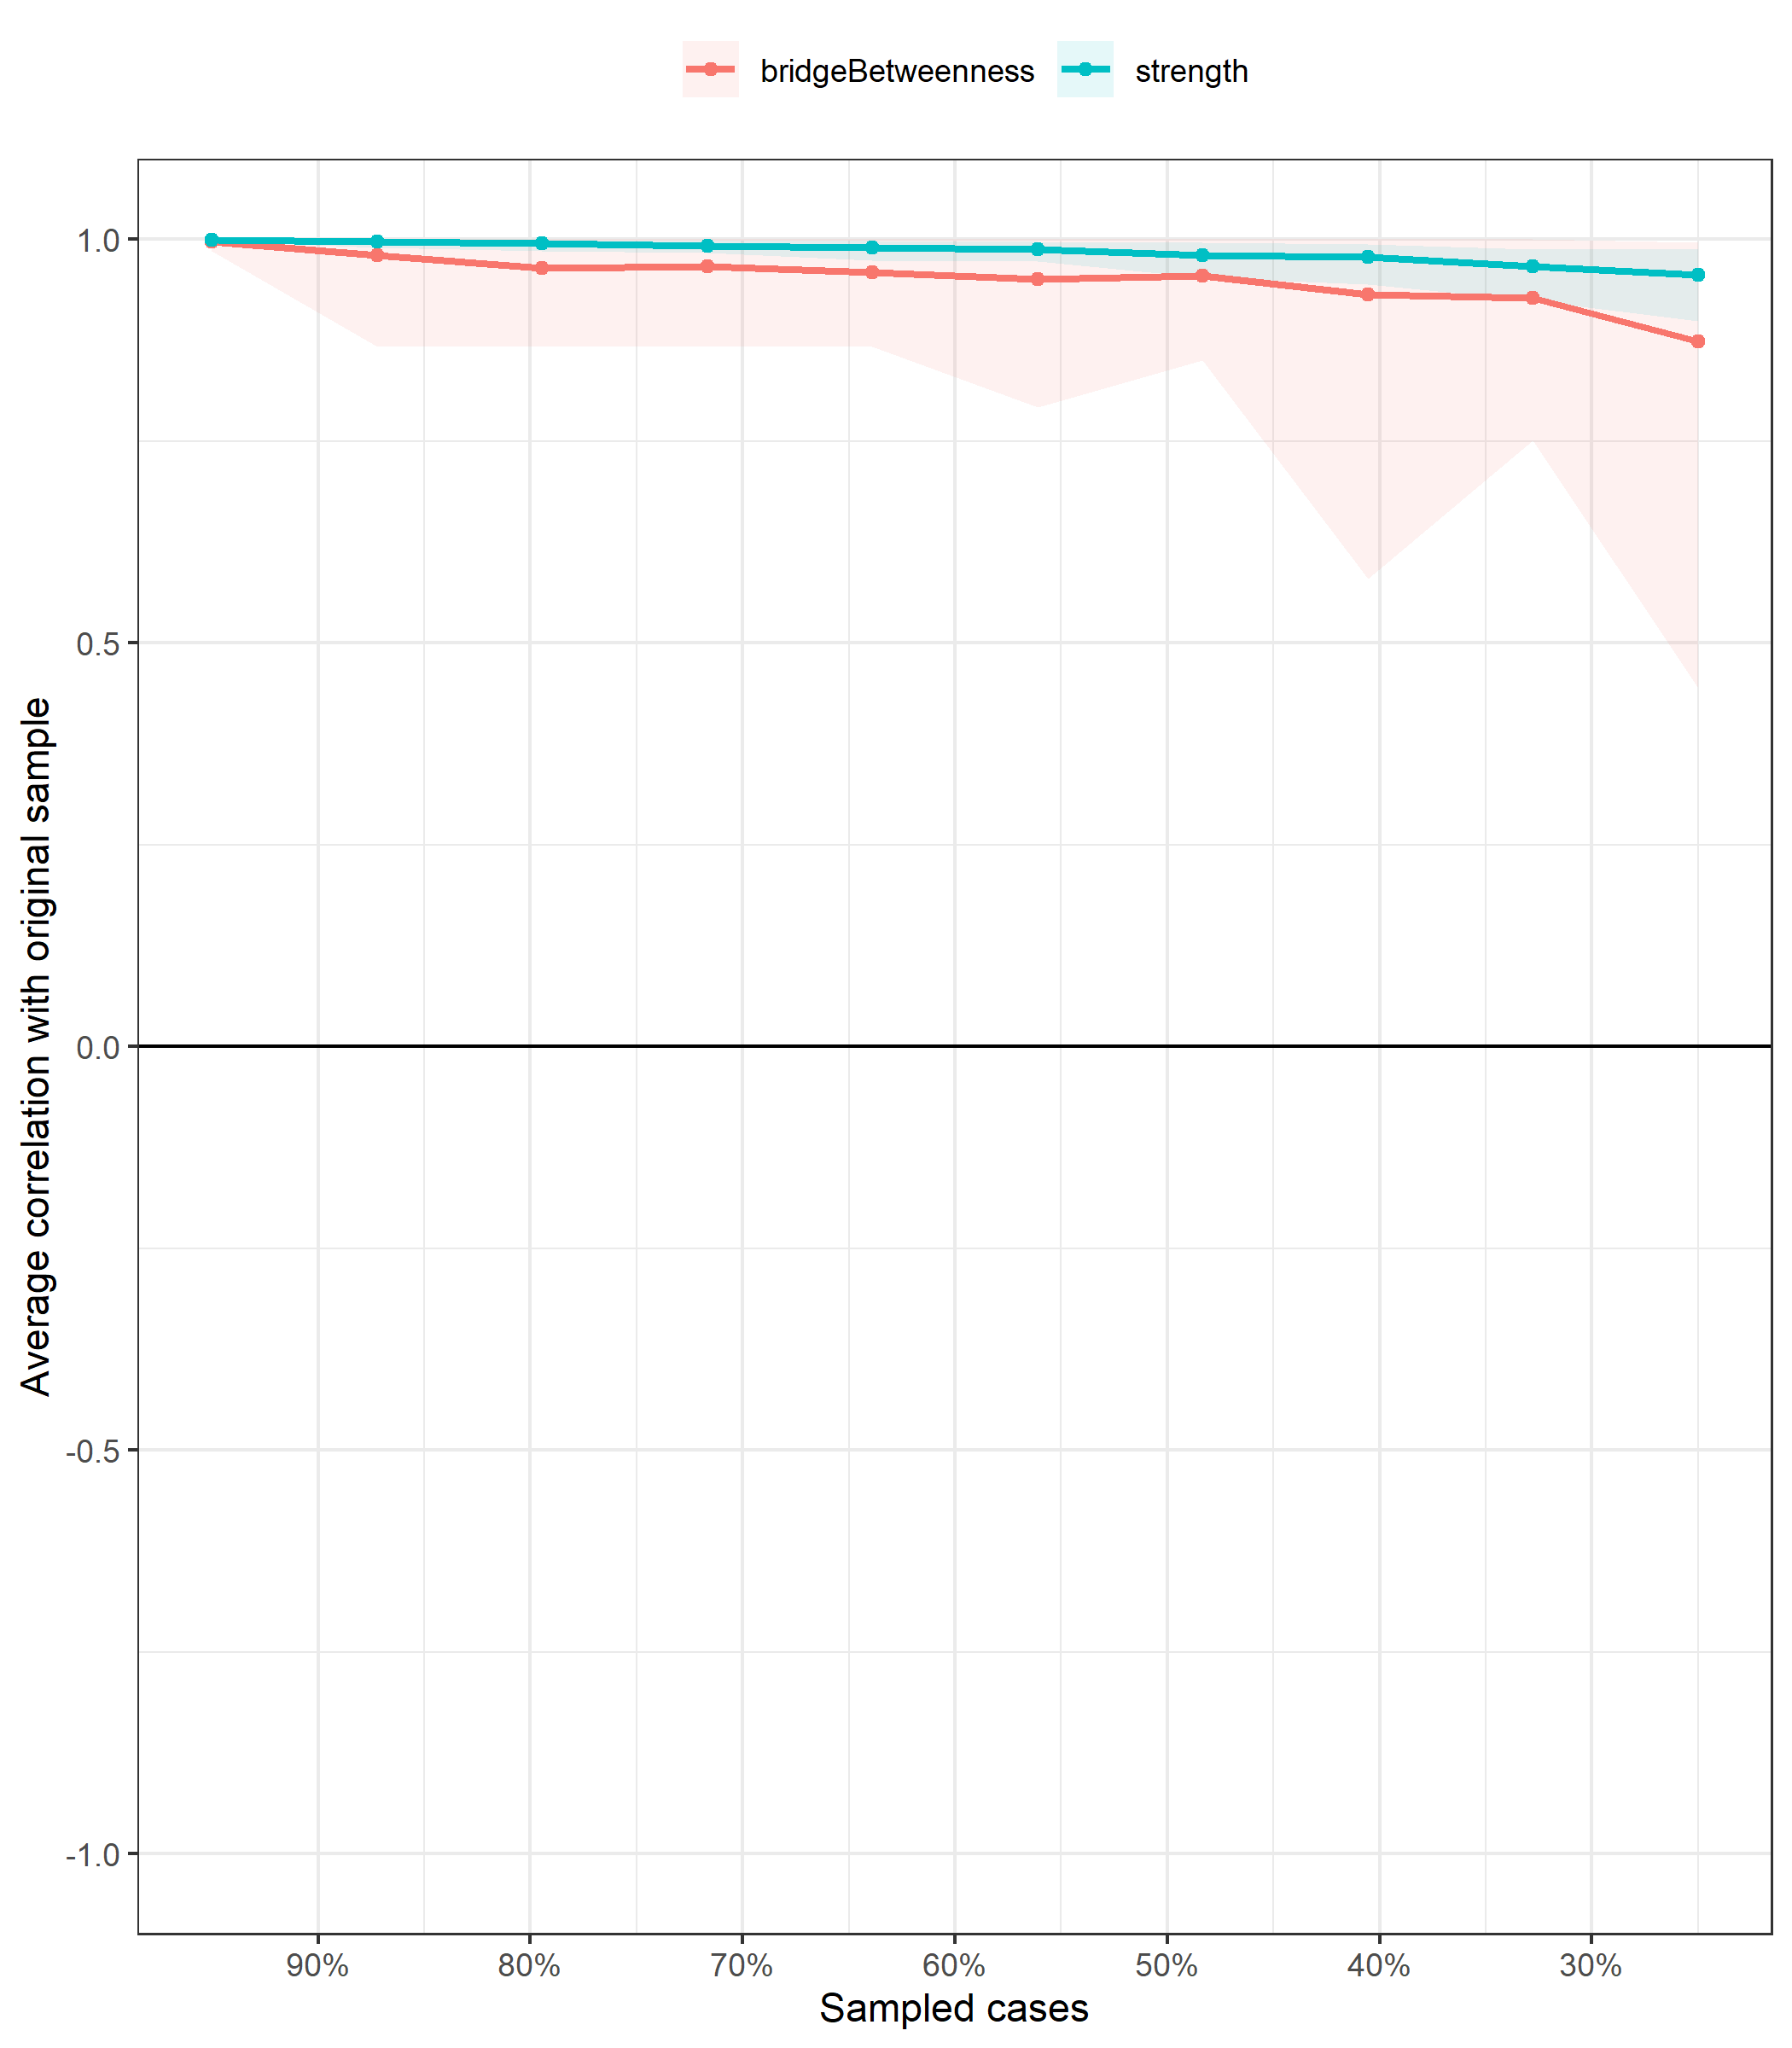 bridgeBetweenness strength
1.0
0.5
0.0
-0.5
-1.0
Average correlation with original sample
90% 80% 70% 60% 50% 40% 30%
Sampled cases